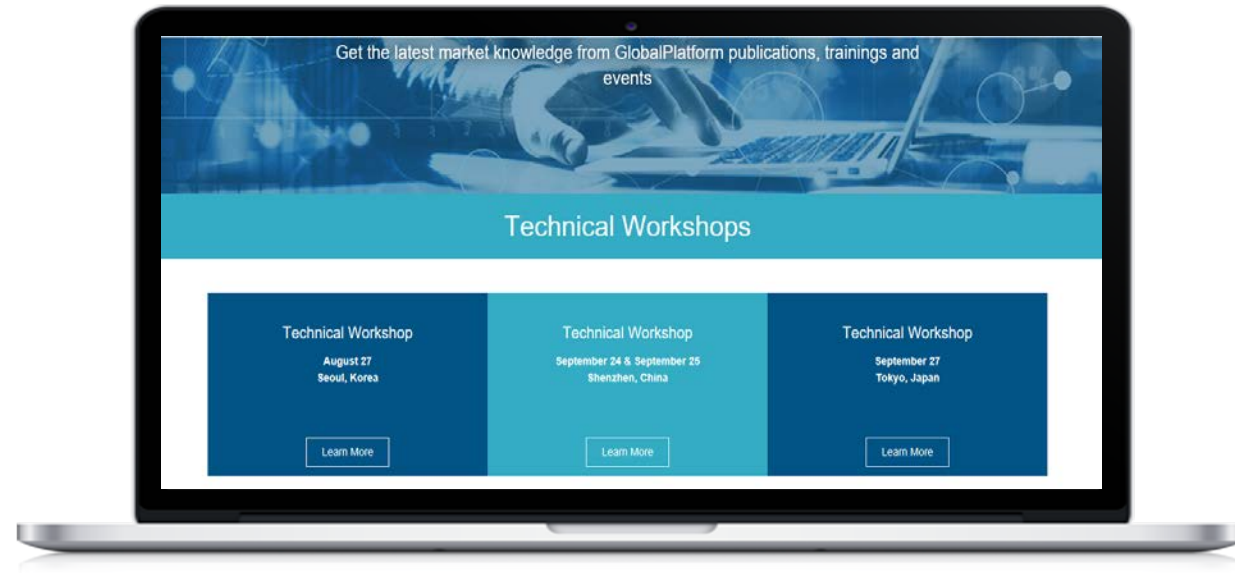 Get the latest market knowledge from GlobalPlatform publications, trainings and
events
Technical Workshops
Technical Workshop
August 27
Seoul, Korea
Learn More
Technical Workshop
September 24 & September 25
Shenzhen, China
Learn More
Technical Workshop
September 27
Tokyo, Japan
Learn More